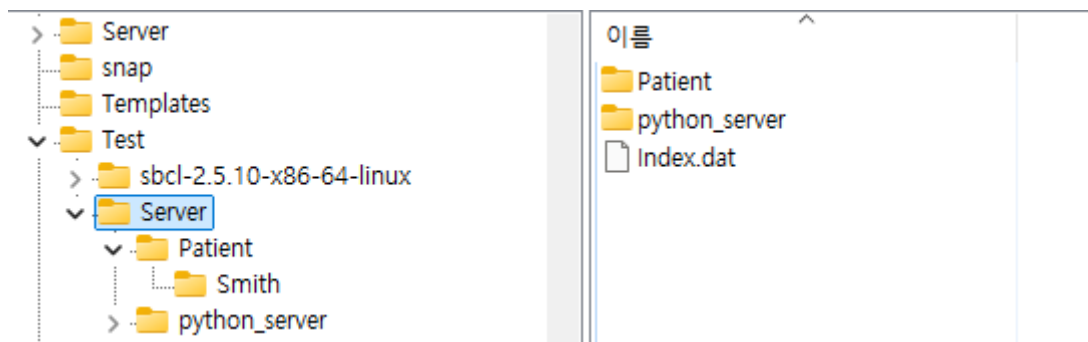 Server
snap
Templates
Test
sbcl-2.5.10-x86-64-linux
Server
Patient
Smith
python_server
이름
Patient
python_server
Index.dat